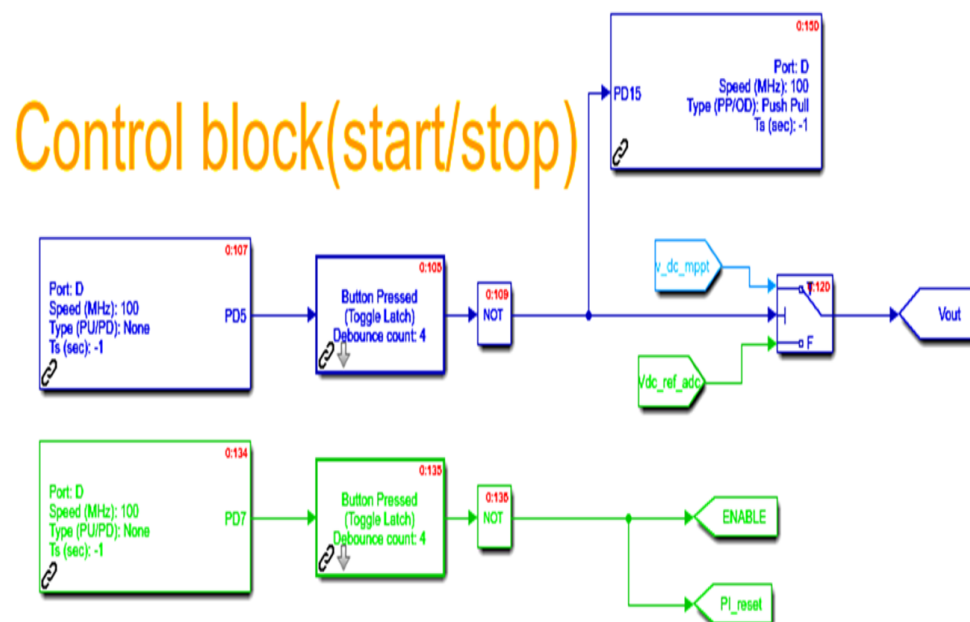 0:150
Port: D
Speed (MHz): 100
PD15
Type (PP/OD): Push Pull
Ts (sec): -1
Control block(start/stop)
0:107
Port: D
Speed (MHz): 100
Type (PU/PD): None
Ts (sec): -1
PD5
0:105
Button Pressed
(Toggle Latch)
Debounce count: 4
0:109
NOT
v_dc_mppt
T
0:120
F
Vout
Vdc_ref_adc
0:134
Port: D
Speed (MHz): 100
Type (PU/PD): None
Ts (sec): -1
PD7
0:135
Button Pressed
(Toggle Latch)
Debounce count: 4
0:136
NOT
ENABLE
PI_reset